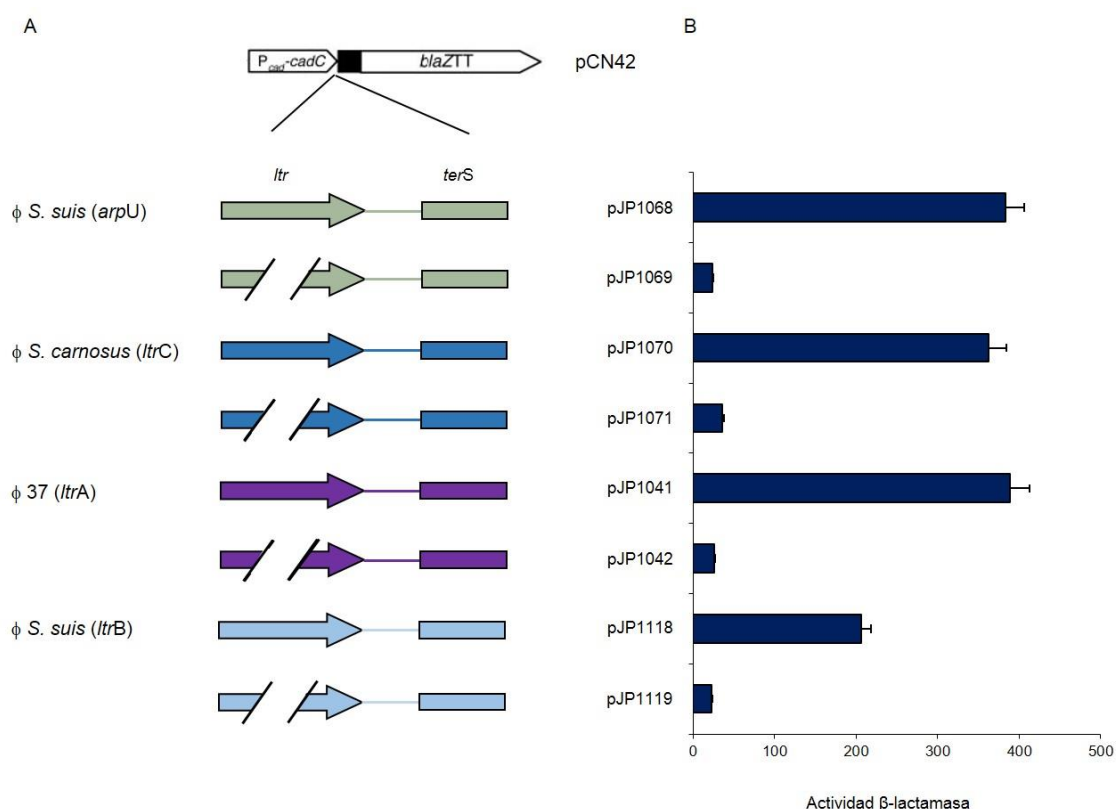 A
B
Pcad-cadC
blaZTT
pCN42
ltr
terS
ϕ S. suis (arpU)
pJP1068
pJP1069
ϕ S. carnosus (ltrC)
pJP1070
pJP1071
ϕ 37 (ltrA)
pJP1041
pJP1042
ϕ S. suis (ltrB)
pJP1118
pJP1119
0 100 200 300 400 500
Actividad ß-lactamasa